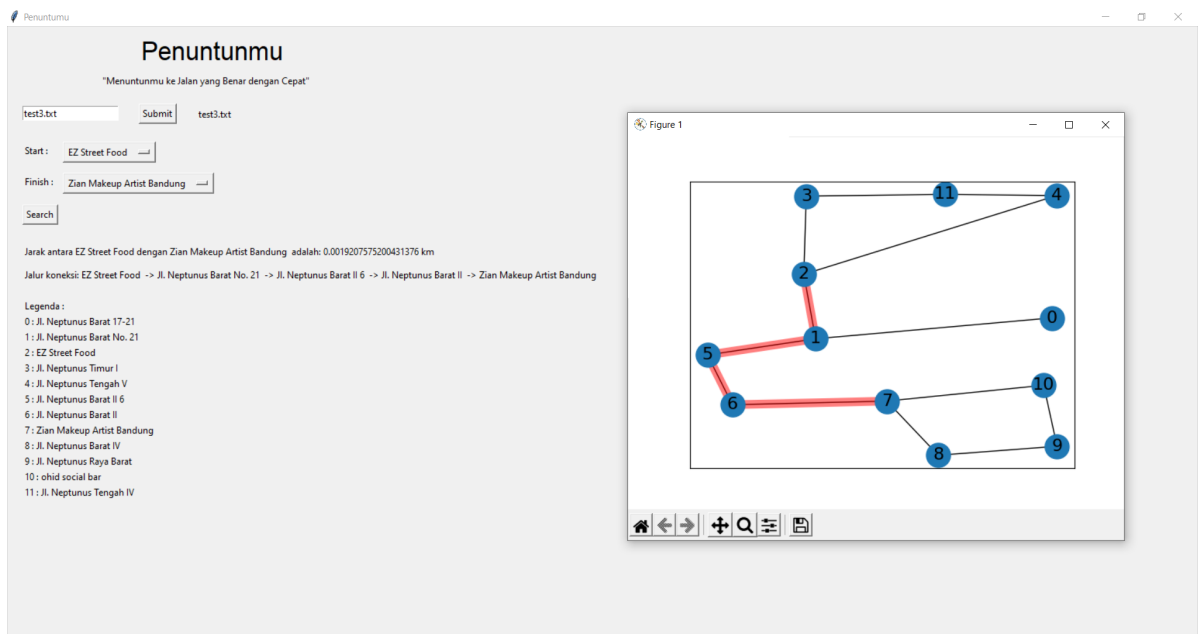 Penuntumu
Penuntunmu
"Menuntunmu ke Jalan yang Benar dengan Cepat"
test3.txt Submit test3.txt
Start : EZ Street Food
Finish : Zian Makeup Artist Bandung
Search
Jarak antara EZ Street Food dengan Zian Makeup Artist Bandung adalah: 0.0019207575200431376 km
Jalur koneksi: EZ Street Food -> Jl. Neptunus Barat No. 21 -> Jl. Neptunus Barat II 6 -> Jl. Neptunus Barat II -> Zian Makeup Artist Bandung
Legenda :
0 : Jl. Neptunus Barat 17-21
1 : Jl. Neptunus Barat No. 21
2 : EZ Street Food
3 : Jl. Neptunus Timur I
4 : Jl. Neptunus Tengah V
5 : Jl. Neptunus Barat II 6
6 : Jl. Neptunus Barat II
7 : Zian Makeup Artist Bandung
8 : Jl. Neptunus Barat IV
9 : Jl. Neptunus Raya Barat
10 : ohid social bar
11 : Jl. Neptunus Tengah IV
Figure 1
3 11 4
2
0
1
5
10
7
6
9
8